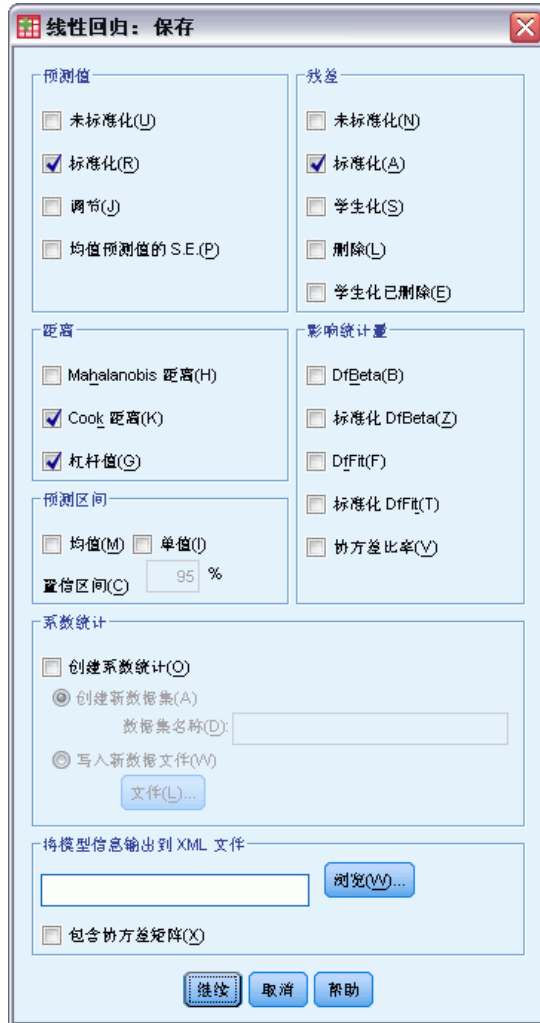 线性回归：保存
预测值
未标准化(U)
标准化(R)
调节(J)
均值预测值的 S.E.(P)
残差
未标准化(N)
标准化(A)
学生化(S)
删除(L)
学生化已删除(E)
距离
Mahalanobis 距离(H)
Cook 距离(K)
杠杆值(G)
影响统计量
DfBeta(B)
标准化 DfBeta(Z)
DfFit(F)
标准化 DfFit(T)
协方差比率(V)
预测区间
均值(M) 单值(I)
置信区间(C) 95 %
系数统计
创建系数统计(O)
创建新数据集(A)
数据集名称(D):
写入新数据文件(W)
文件(L)...
将模型信息输出到 XML 文件
浏览(W)...
包含协方差矩阵(X)
继续 取消 帮助